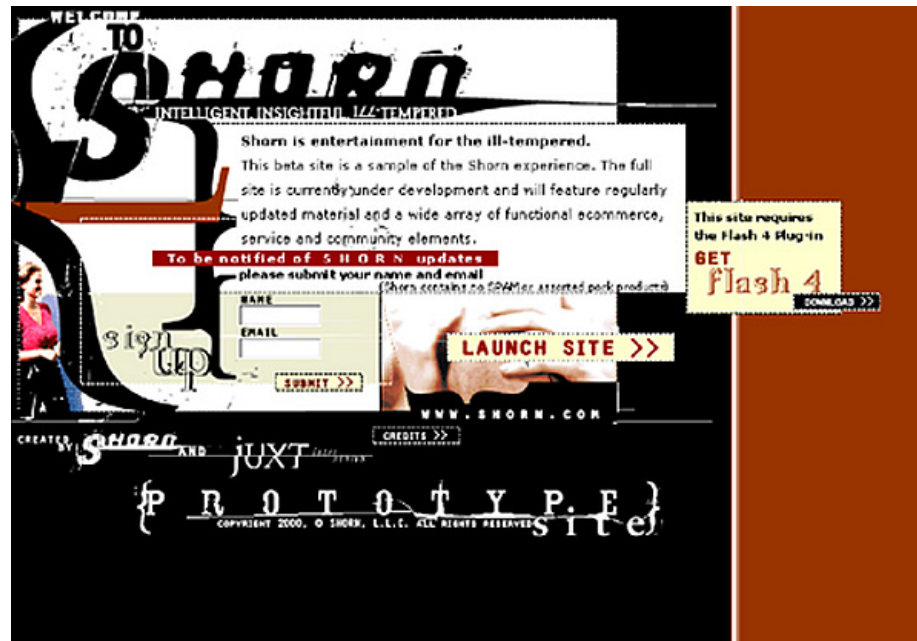 WELCOME
TO
SHORN
INTELLIGENT, INSIGHTFUL, ILL-TEMPERED
Shorn is entertainment for the ill-tempered.
This beta site is a sample of the Shorn experience. The full
site is currently under development and will feature regularly
updated material and a wide array of functional ecommerce,
service and community elements.
To be notified of SHORN updates
please submit your name and email
(Shorn contains no SPAM or assorted pork products)
This site requires
the Flash 4 Plug-in
GET
flash 4
DOWNLOAD >>
sign
up
NAME
EMAIL
SUBMIT >>
LAUNCH SITE >>
WWW.SHORN.COM
CREDITS >>
CREATED
BY SHORN AND JUXT
{PROTOTYPE
site}
COPYRIGHT 2000, © SHORN, L.L.C. ALL RIGHTS RESERVED